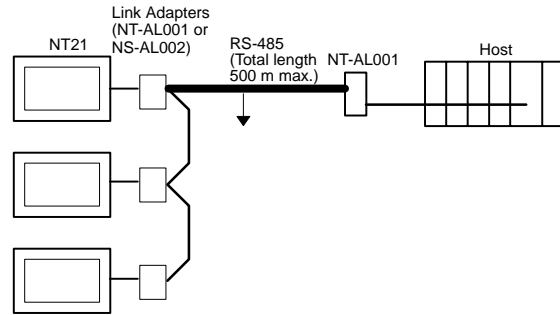 Link Adapters
(NT-AL001 or
NS-AL002)
NT21
RS-485
(Total length
500 m max.)
NT-AL001
Host